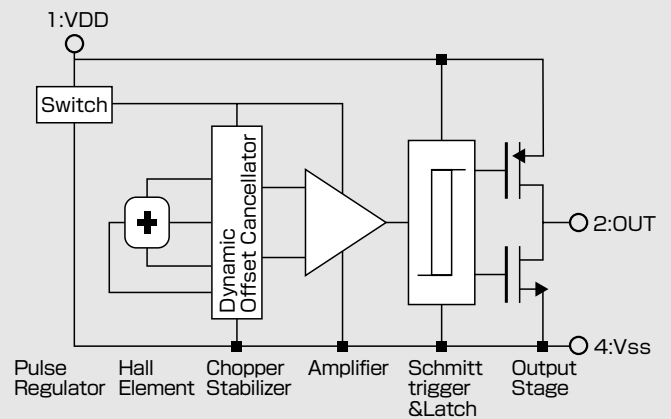 1:VDD
Switch
Dynamic
Offset Cancellator
2:OUT
4:Vss
Pulse
Regulator
Hall
Element
Chopper
Stabilizer
Amplifier
Schmitt
trigger
&Latch
Output
Stage